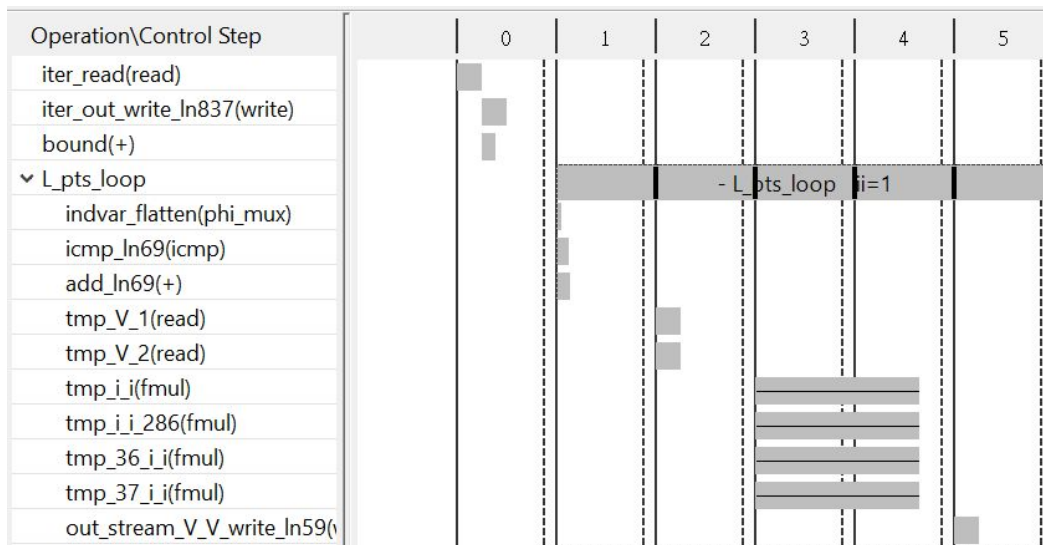 Operation\Control Step 0 1 2 3 4 5
iter_read(read)
iter_out_write_ln837(write)
bound(+)
L_pts_loop - L_pts_loop ii=1
indvar_flatten(phi_mux)
icmp_ln69(icmp)
add_ln69(+)
tmp_V_1(read)
tmp_V_2(read)
tmp_i_i(fmul)
tmp_i_i_286(fmul)
tmp_36_i_i(fmul)
tmp_37_i_i(fmul)
out_stream_V_V_write_ln59(